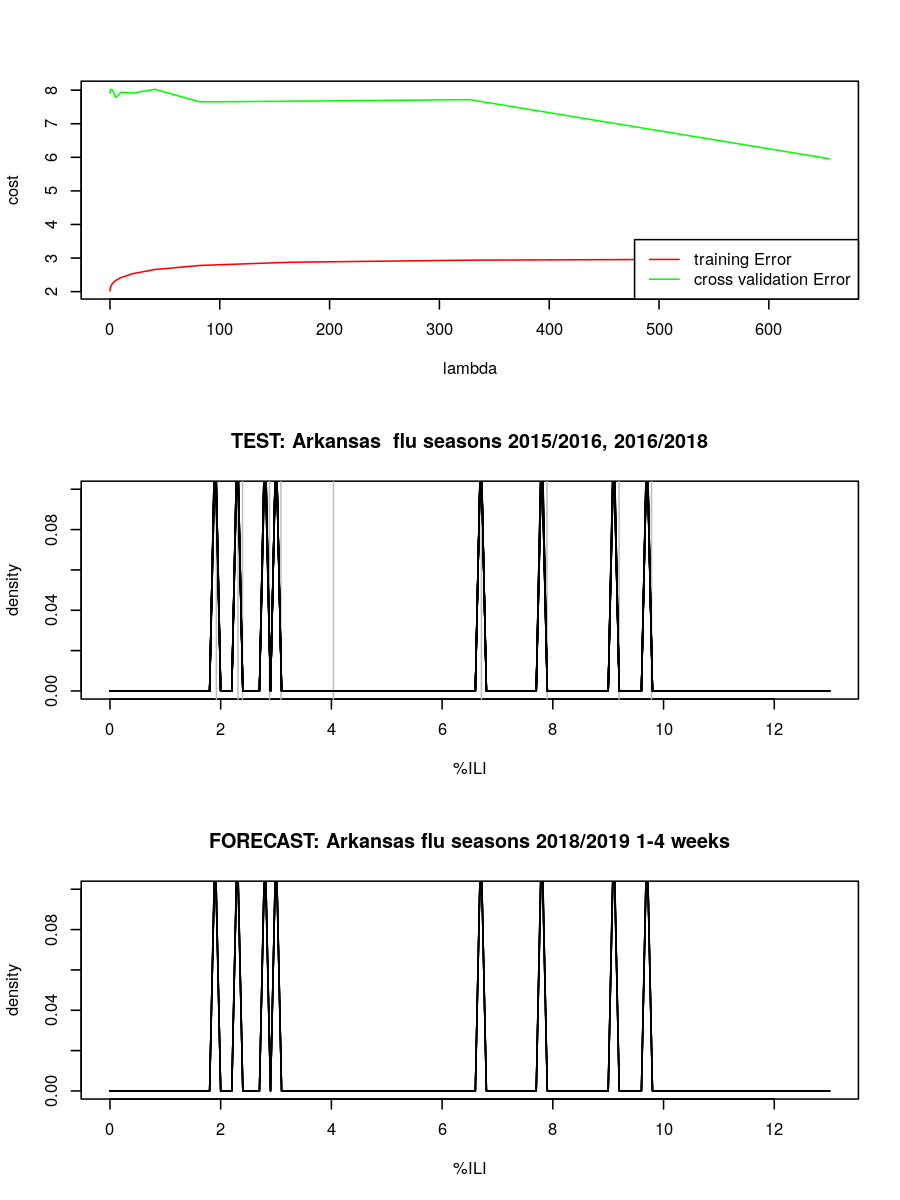 8
7
6
5
4
3
2
cost
training Error
cross validation Error
0 100 200 300 400 500 600
lambda
TEST: Arkansas  flu seasons 2015/2016, 2016/2018
0.08
0.04
0.00
density
0 2 4 6 8 10 12
%ILI
FORECAST: Arkansas flu seasons 2018/2019 1-4 weeks
0.08
0.04
0.00
density
0 2 4 6 8 10 12
%ILI